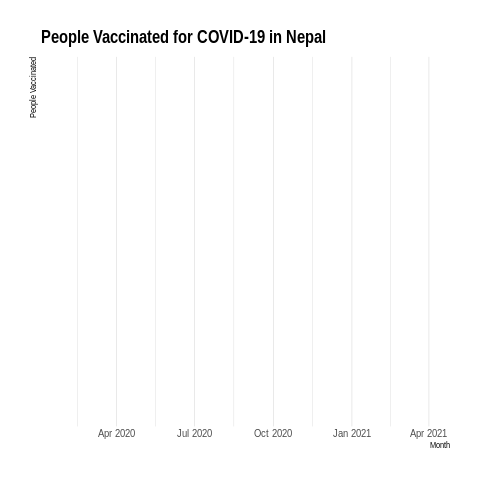 People Vaccinated for COVID-19 in Nepal
People Vaccinated
Apr 2020 Jul 2020 Oct 2020 Jan 2021 Apr 2021
Month